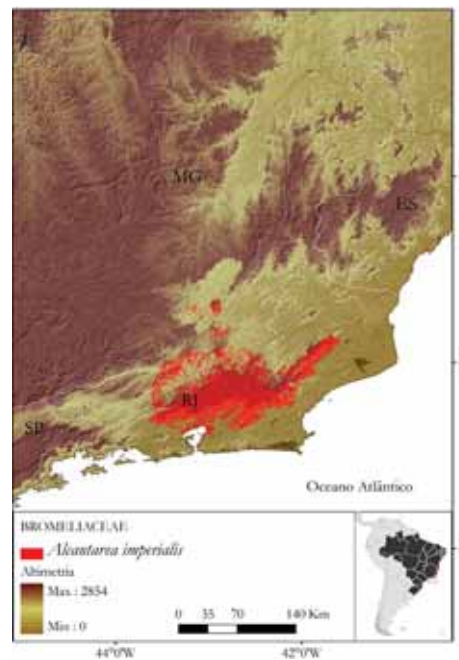 MG
ES
RJ
SP
Oceano Atlântico
BROMELIACEAE
Alcantarea imperialis
Altimetria
Max : 2854
Min : 0
0 35 70 140 Km
44°0'W 42°0'W